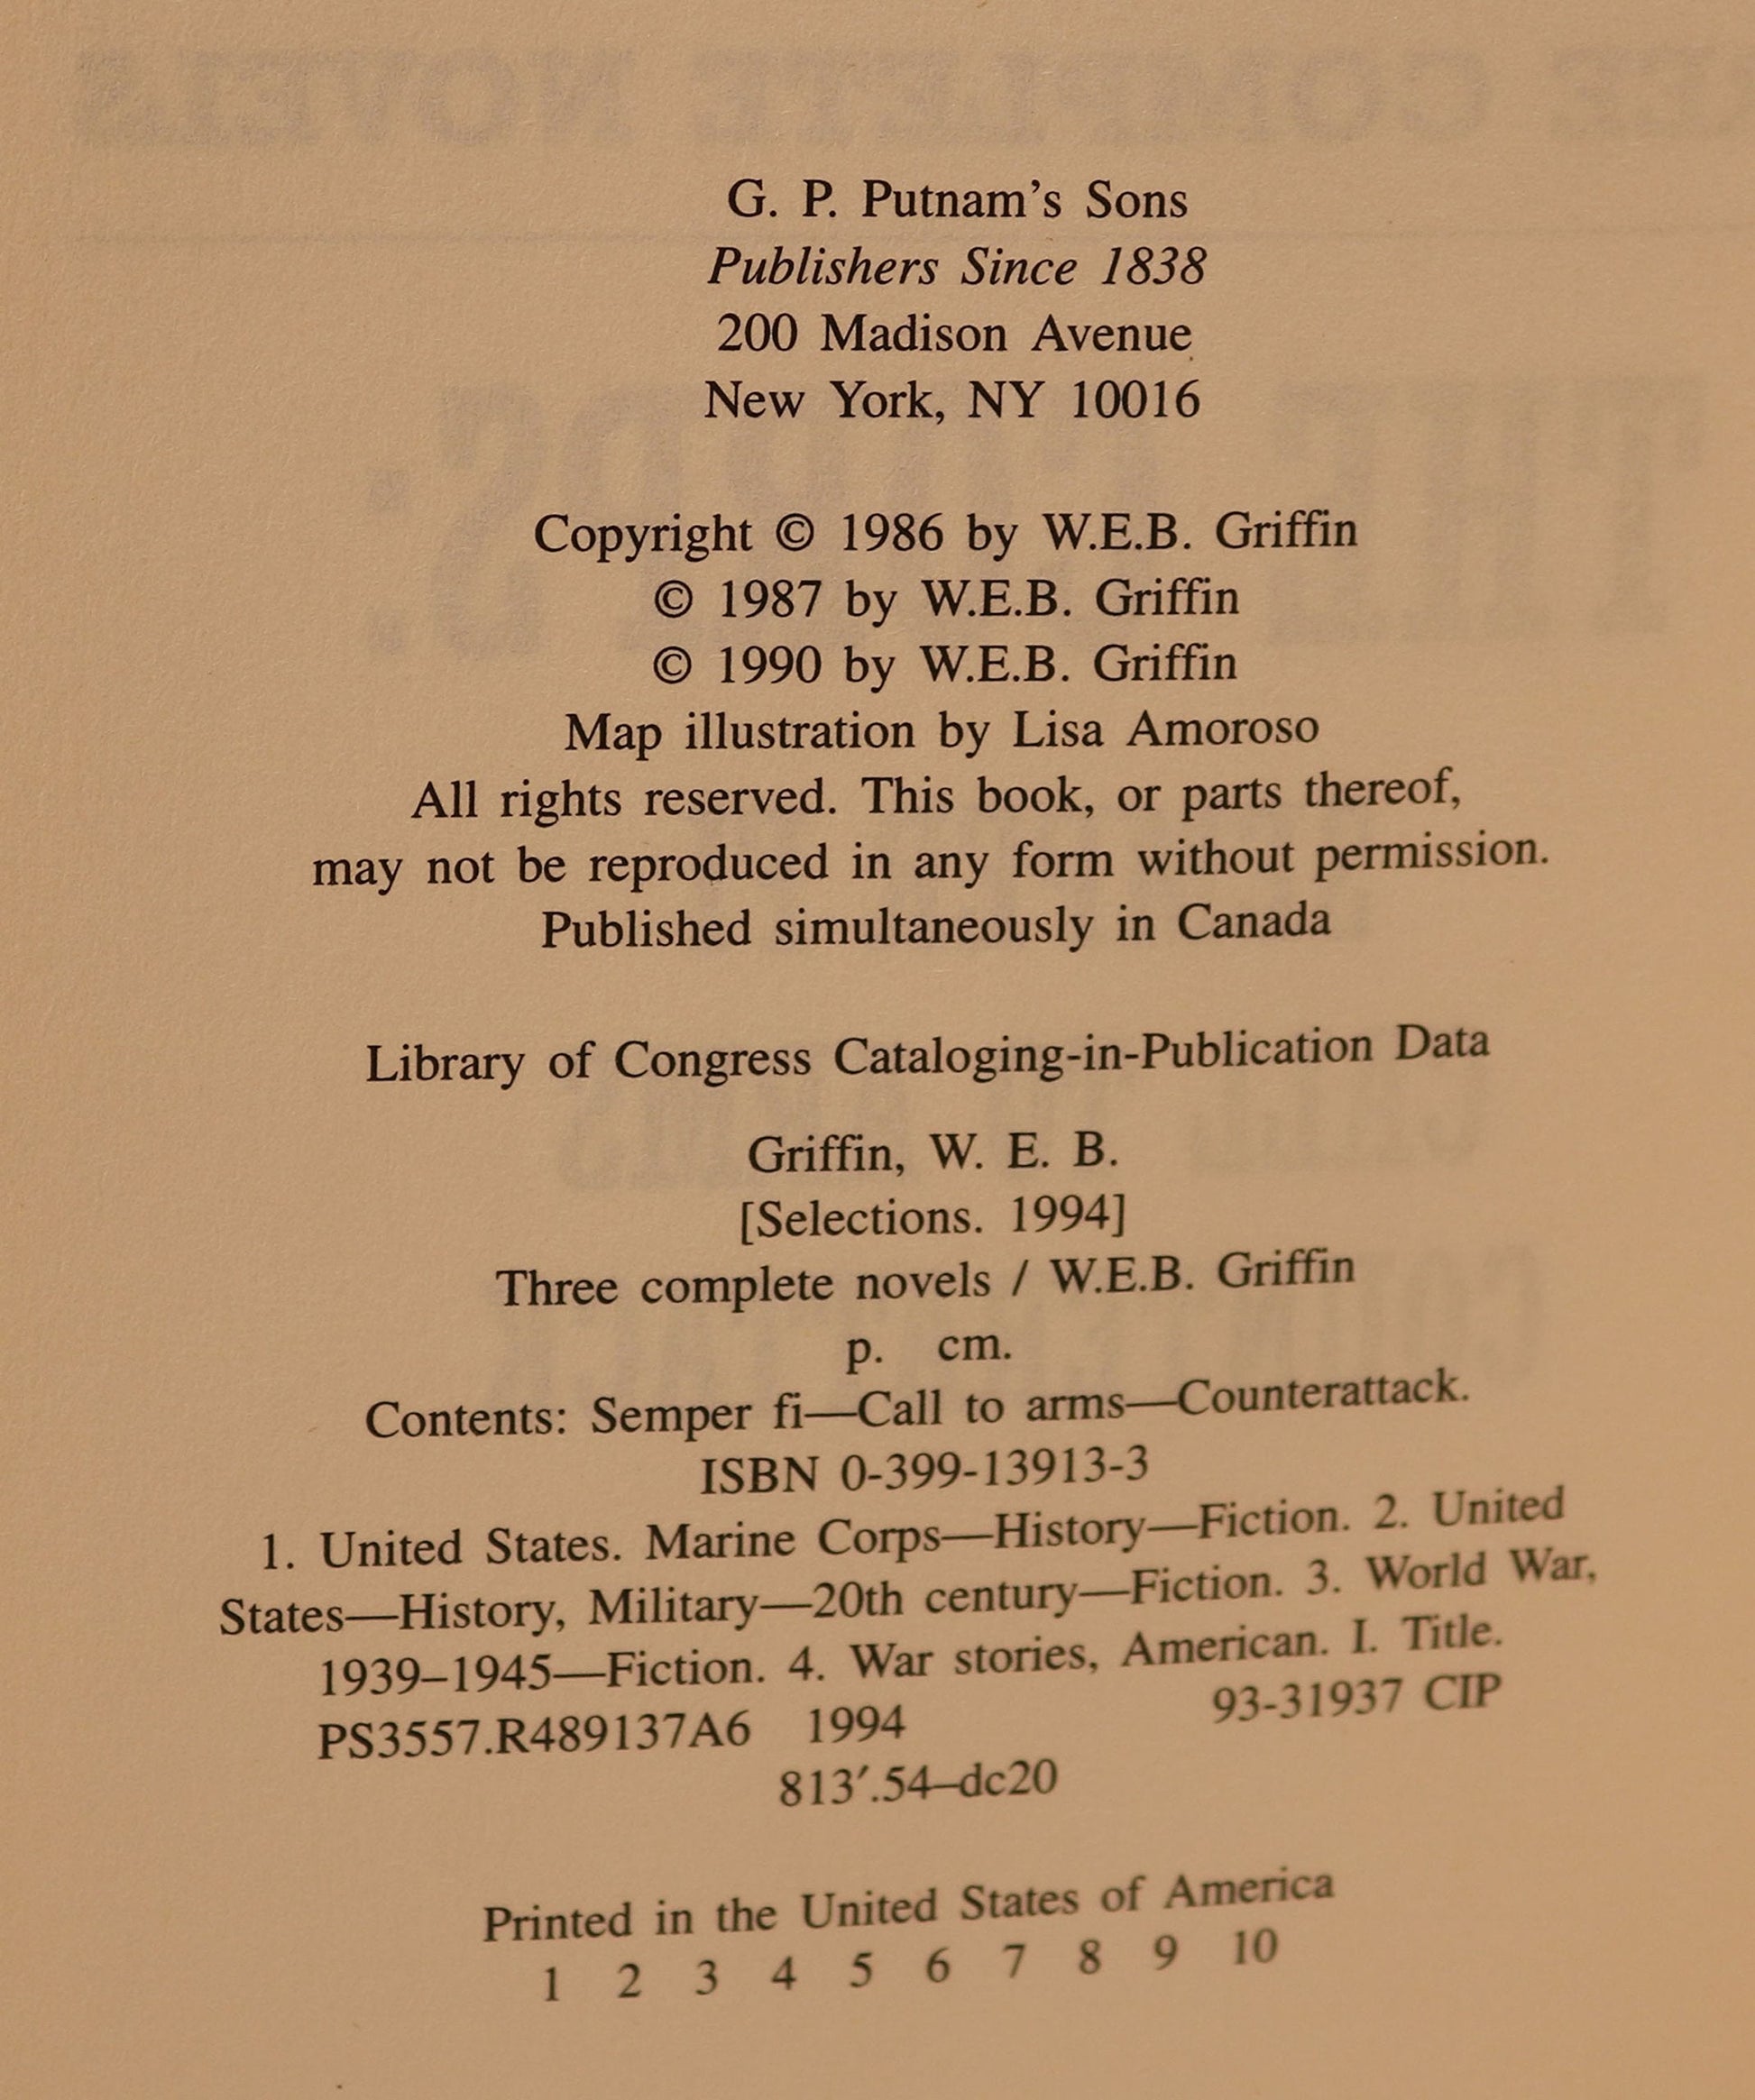 G. P. Putnam's Sons
Publishers Since 1838
200 Madison Avenue
New York, NY 10016
Copyright © 1986 by W.E.B. Griffin
© 1987 by W.E.B. Griffin
© 1990 by W.E.B. Griffin
Map illustration by Lisa Amoroso
All rights reserved. This book, or parts thereof,
may not be reproduced in any form without permission.
Published simultaneously in Canada
Library of Congress Cataloging-in-Publication Data
Griffin, W. E. B.
[Selections. 1994]
Three complete novels / W.E.B. Griffin
p. cm.
Contents: Semper fi—Call to arms—Counterattack.
ISBN 0-399-13913-3
1. United States. Marine Corps—History—Fiction. 2. United
States—History, Military—20th century—Fiction. 3. World War,
1939–1945—Fiction. 4. War stories, American. I. Title.
PS3557.R489137A6 1994 93-31937 CIP
813′.54–dc20
Printed in the United States of America
1 2 3 4 5 6 7 8 9 10